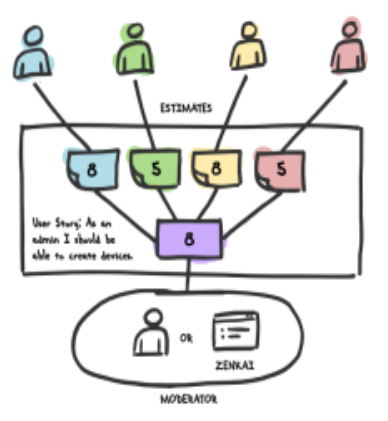 ESTIMATES
8 5 8 5
User Story; As an
admin I should be
able to create devices.
8
OR
ZENKAI
MODERATOR